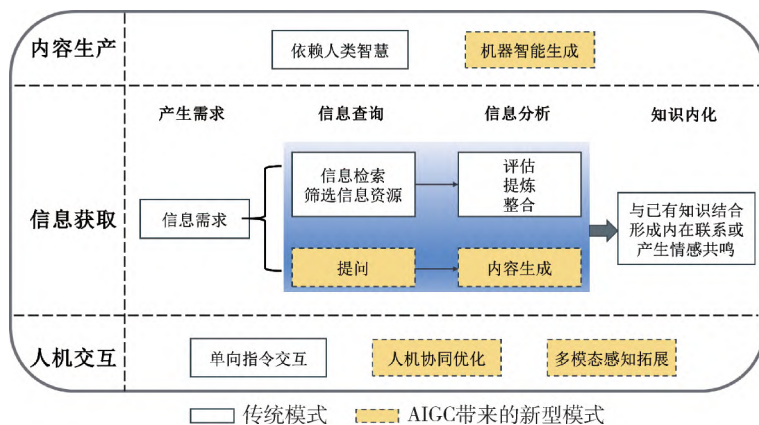 内容生产
依赖人类智慧
机器智能生成
产生需求
信息查询
信息分析
知识内化
信息获取
信息需求
信息检索
筛选信息资源
评估
提炼
整合
提问
内容生成
与已有知识结合
形成内在联系或
产生情感共鸣
人机交互
单向指令交互
人机协同优化
多模态感知拓展
传统模式
AIGC带来的新型模式